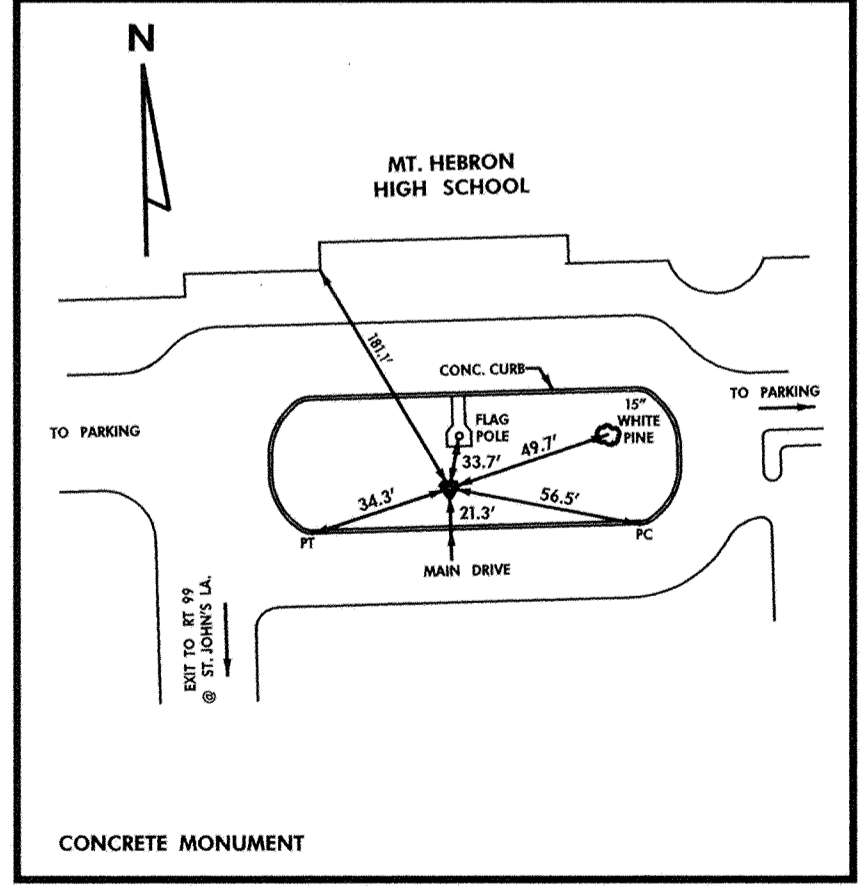 N
MT. HEBRON
HIGH SCHOOL
181.1'
CONC. CURB
TO PARKING
15"
WHITE
PINE
FLAG
POLE
TO PARKING
49.7'
33.7'
34.3'
56.5'
21.3'
PT
PC
MAIN DRIVE
EXIT TO RT 99
@ ST. JOHN'S LA.
CONCRETE MONUMENT